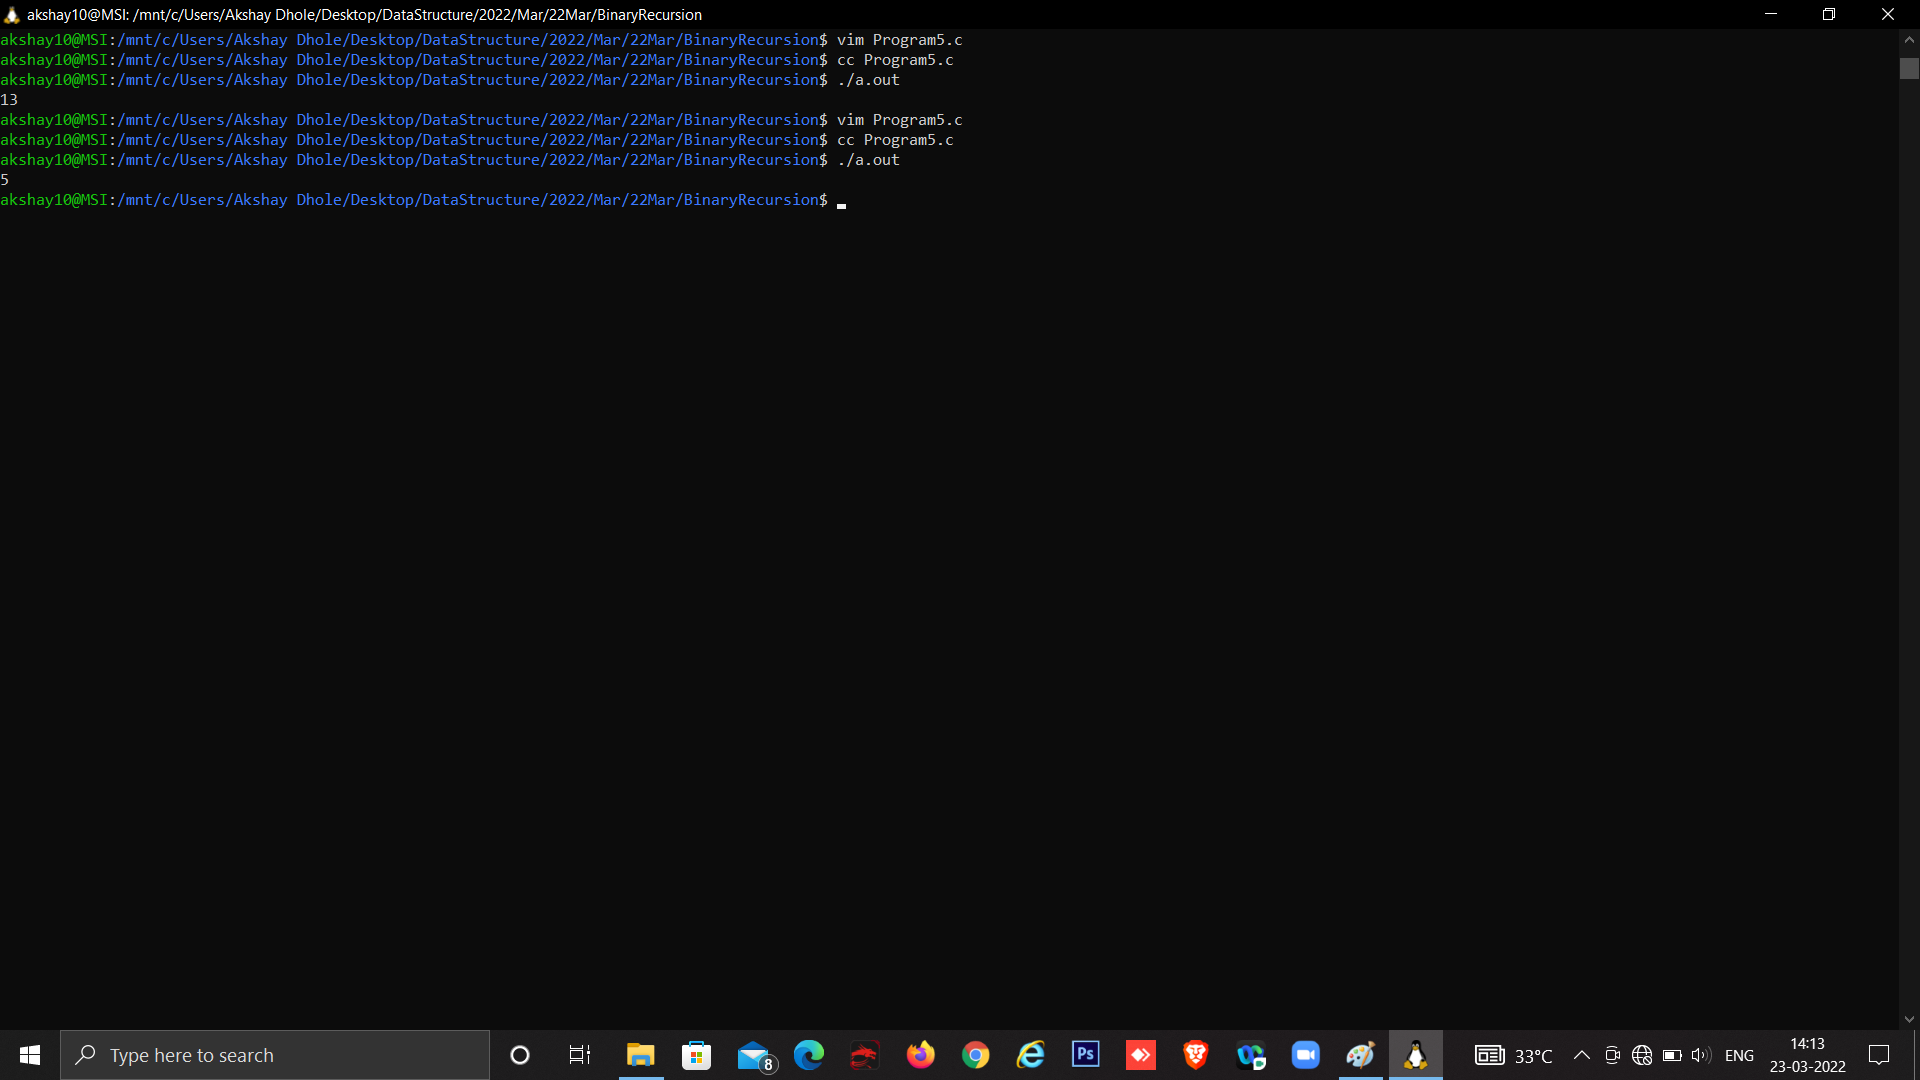 akshay10@MSI: /mnt/c/Users/Akshay Dhole/Desktop/DataStructure/2022/Mar/22Mar/BinaryRecursion
akshay10@MSI:/mnt/c/Users/Akshay Dhole/Desktop/DataStructure/2022/Mar/22Mar/BinaryRecursion$ vim Program5.c
akshay10@MSI:/mnt/c/Users/Akshay Dhole/Desktop/DataStructure/2022/Mar/22Mar/BinaryRecursion$ cc Program5.c
akshay10@MSI:/mnt/c/Users/Akshay Dhole/Desktop/DataStructure/2022/Mar/22Mar/BinaryRecursion$ ./a.out
13
akshay10@MSI:/mnt/c/Users/Akshay Dhole/Desktop/DataStructure/2022/Mar/22Mar/BinaryRecursion$ vim Program5.c
akshay10@MSI:/mnt/c/Users/Akshay Dhole/Desktop/DataStructure/2022/Mar/22Mar/BinaryRecursion$ cc Program5.c
akshay10@MSI:/mnt/c/Users/Akshay Dhole/Desktop/DataStructure/2022/Mar/22Mar/BinaryRecursion$ ./a.out
5
akshay10@MSI:/mnt/c/Users/Akshay Dhole/Desktop/DataStructure/2022/Mar/22Mar/BinaryRecursion$
Type here to search
8
Ps
33°C
ENG
14:13
23-03-2022